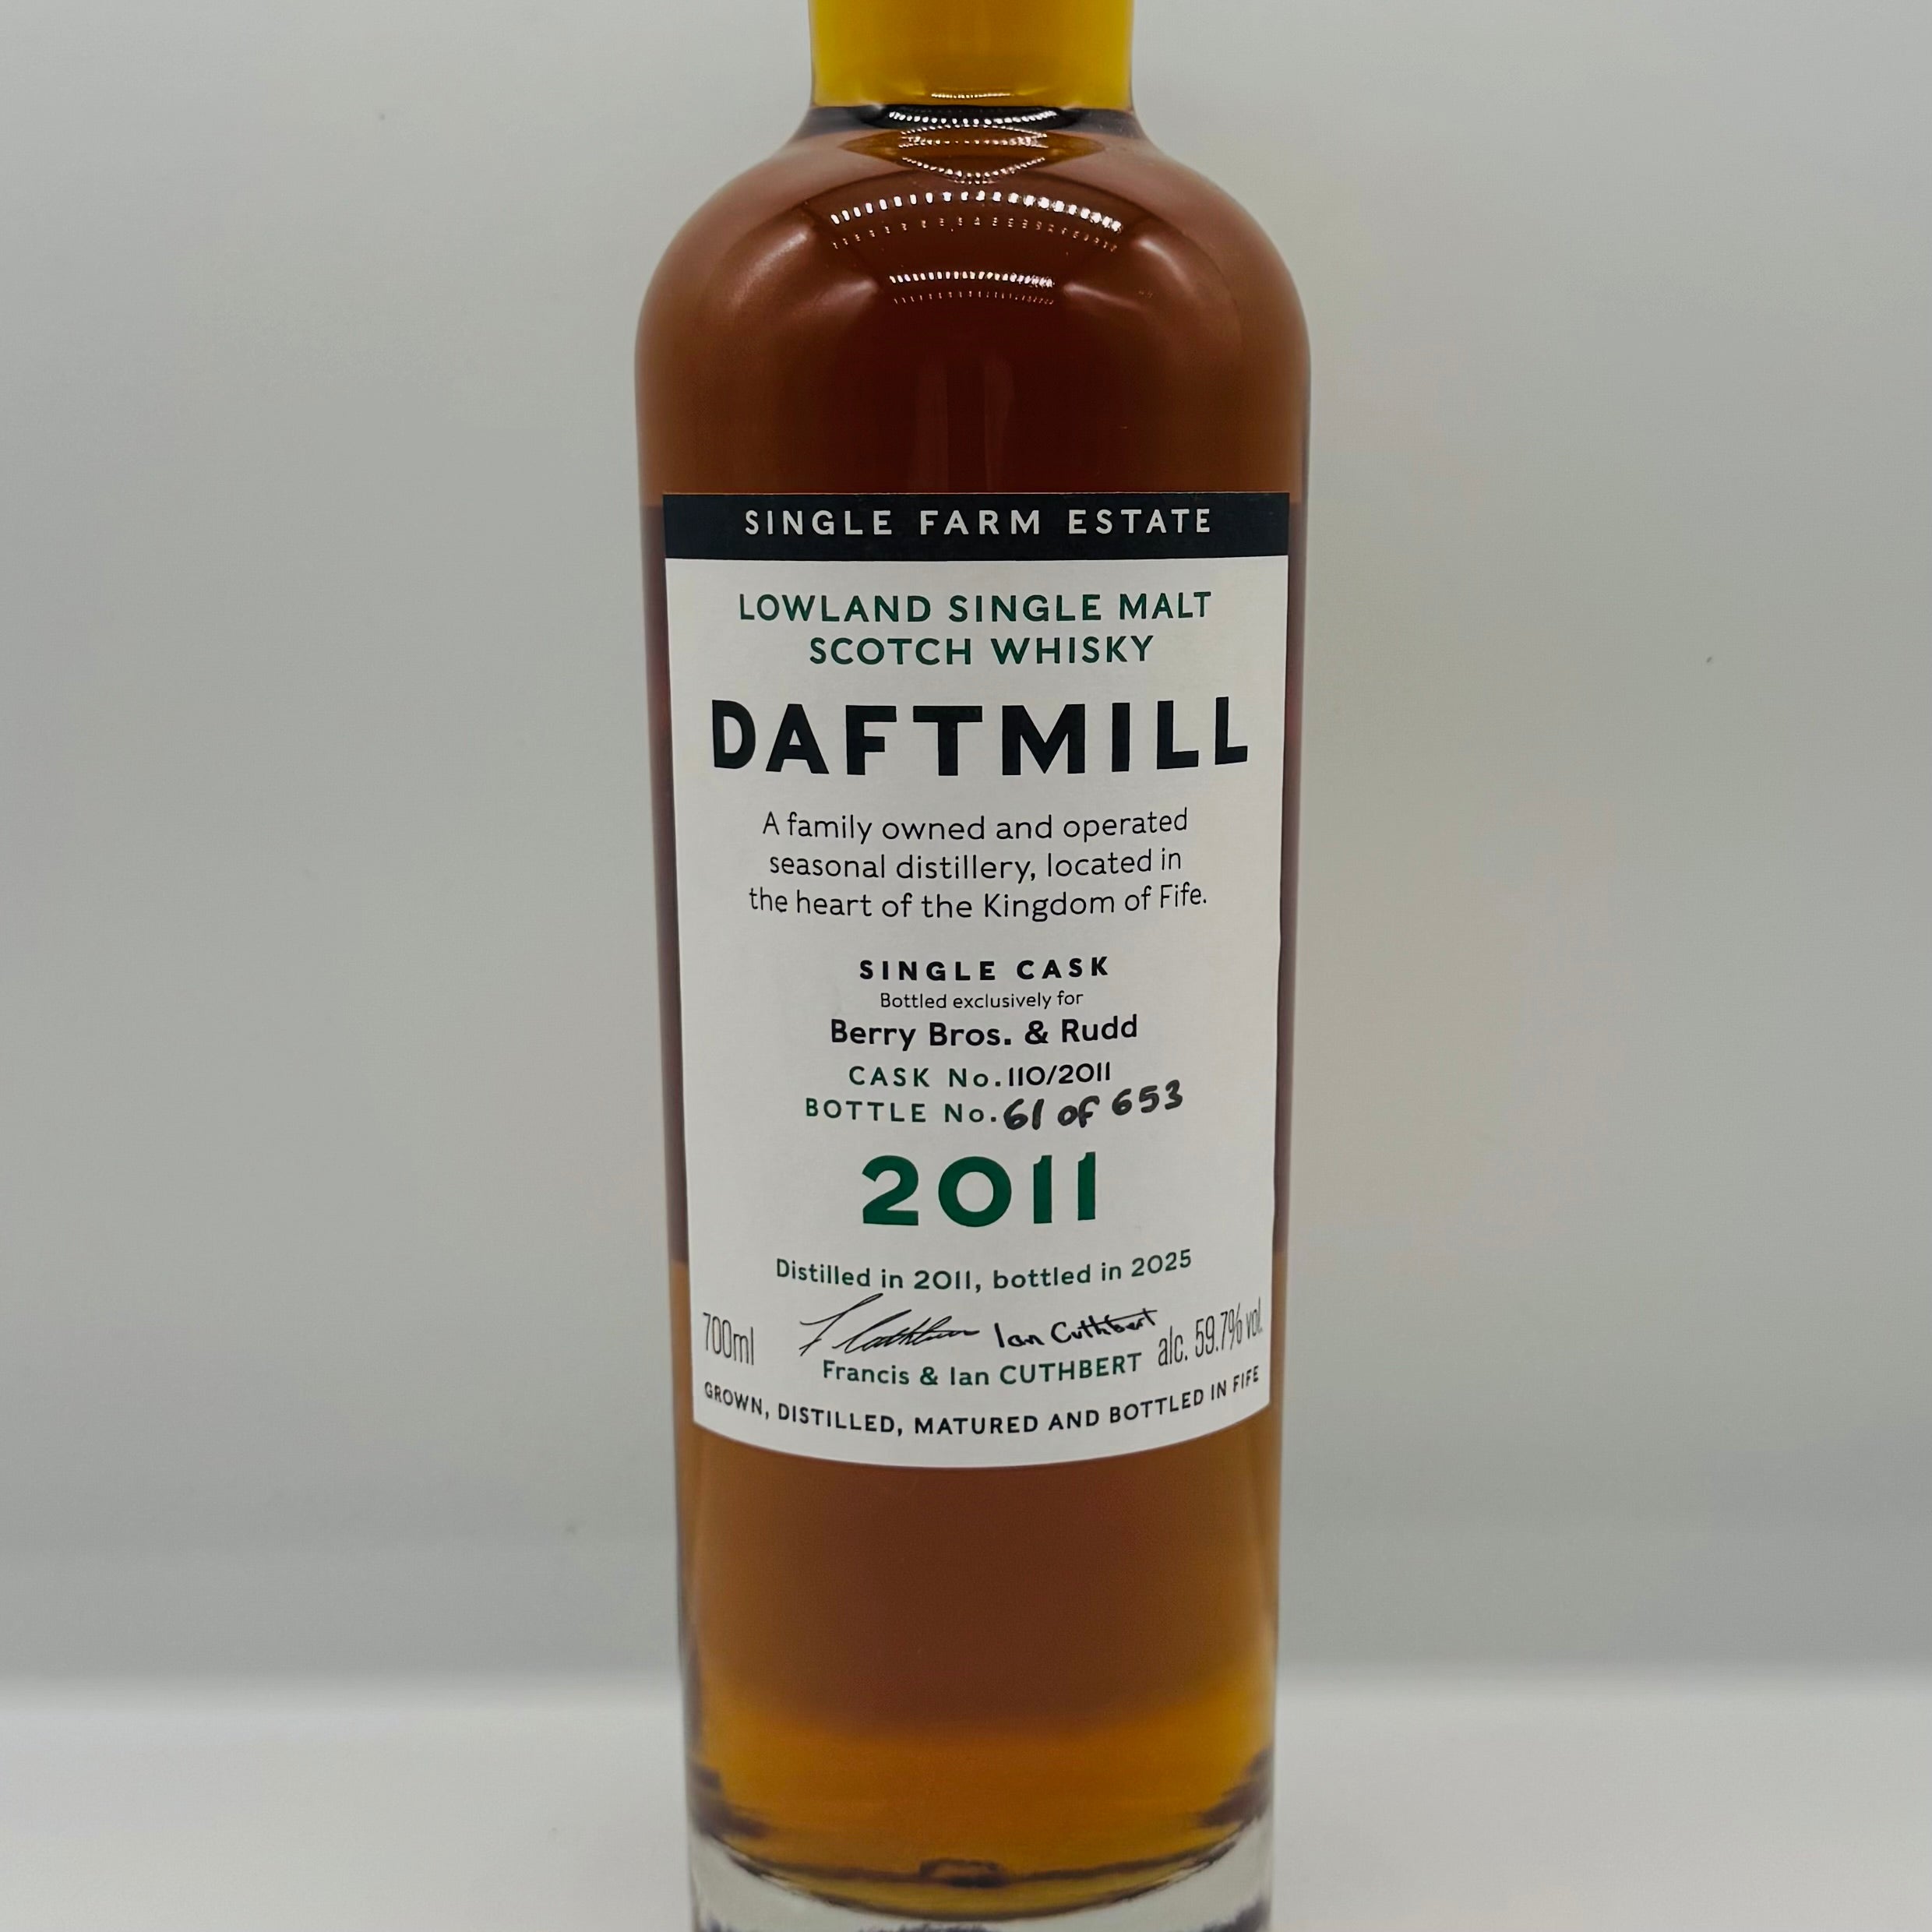 SINGLE FARM ESTATE
LOWLAND SINGLE MALT
SCOTCH WHISKY
DAFTMILL
A family owned and operated
seasonal distillery, located in
the heart of the Kingdom of Fife.
SINGLE CASK
Bottled exclusively for
Berry Bros. & Rudd
CASK No. 110/2011
BOTTLE No. 61 of 653
2011
Distilled in 2011, bottled in 2025
700ml
F Cuthbert Ian Cuthbert
alc. 59.7% vol.
Francis & Ian CUTHBERT
GROWN, DISTILLED, MATURED AND BOTTLED IN FIFE